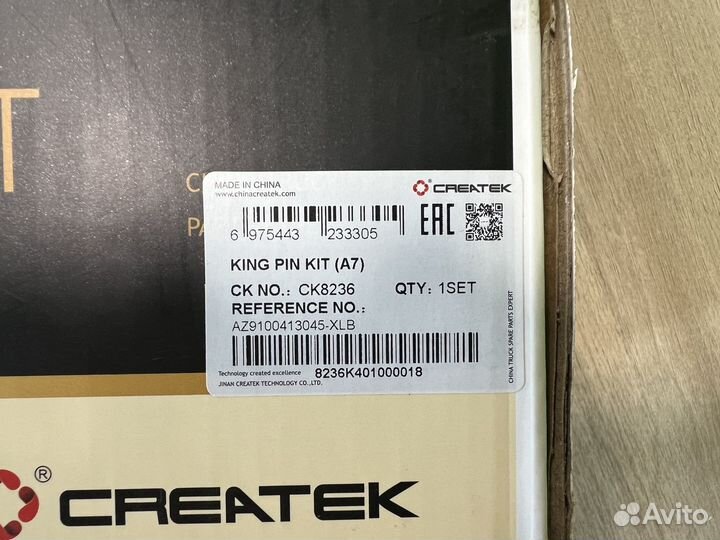 T
MADE IN CHINA
www.chinacreatek.com
CREATEK
6 975443 233305
EAC
KING PIN KIT (A7)
CK NO.: CK8236 QTY: 1SET
REFERENCE NO.:
AZ9100413045-XLB
8236K401000018
Technology created excellence
JINAN CREATEK TECHNOLOGY CO.,LTD.
CHINA TRUCK SPARE PARTS EXPERT
® CREATEK
Avito